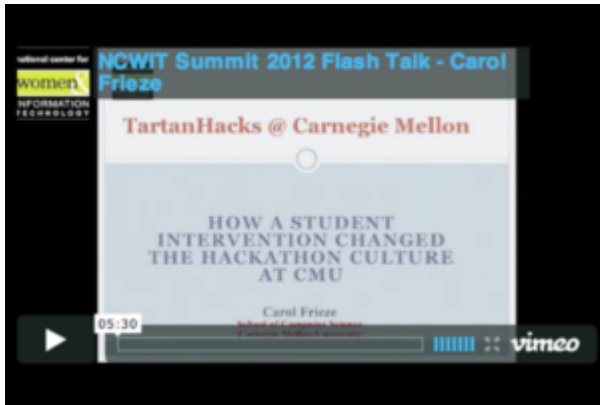 national center for
women&
INFORMATION
TECHNOLOGY
NCWIT Summit 2012 Flash Talk - Carol
Frieze
TartanHacks @ Carnegie Mellon
HOW A STUDENT
INTERVENTION CHANGED
THE HACKATHON CULTURE
AT CMU
Carol Frieze
School of Computer Science
Carnegie Mellon University
05:30
vimeo